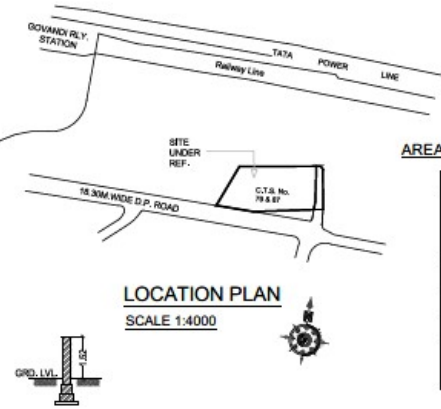 GOVANDI RLY.
STATION
TATA POWER LINE
Railway Line
SITE
UNDER
REF.
AREA
C.T.S. No.
79 & 87
18.30M.WIDE D.P. ROAD
LOCATION PLAN
SCALE 1:4000
N
1.52
GRD. LVL.